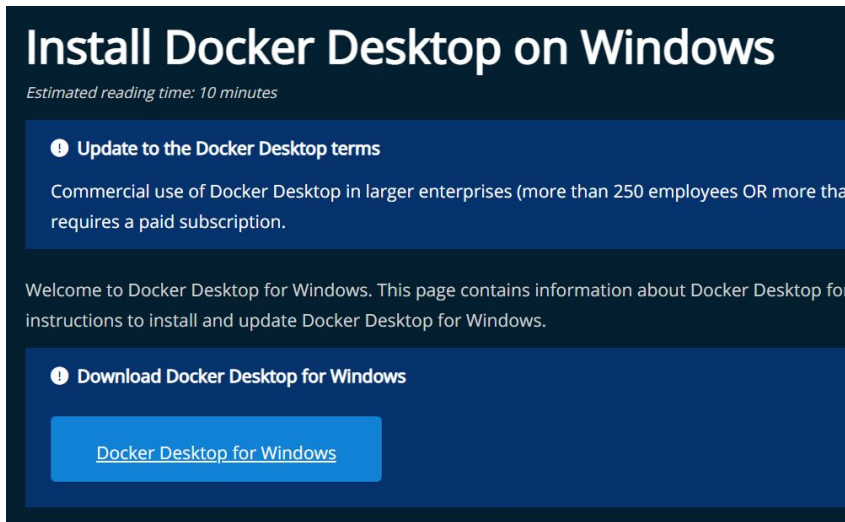 Install Docker Desktop on Windows
Estimated reading time: 10 minutes
Update to the Docker Desktop terms
Commercial use of Docker Desktop in larger enterprises (more than 250 employees OR more tha
requires a paid subscription.
Welcome to Docker Desktop for Windows. This page contains information about Docker Desktop for
instructions to install and update Docker Desktop for Windows.
Download Docker Desktop for Windows
Docker Desktop for Windows